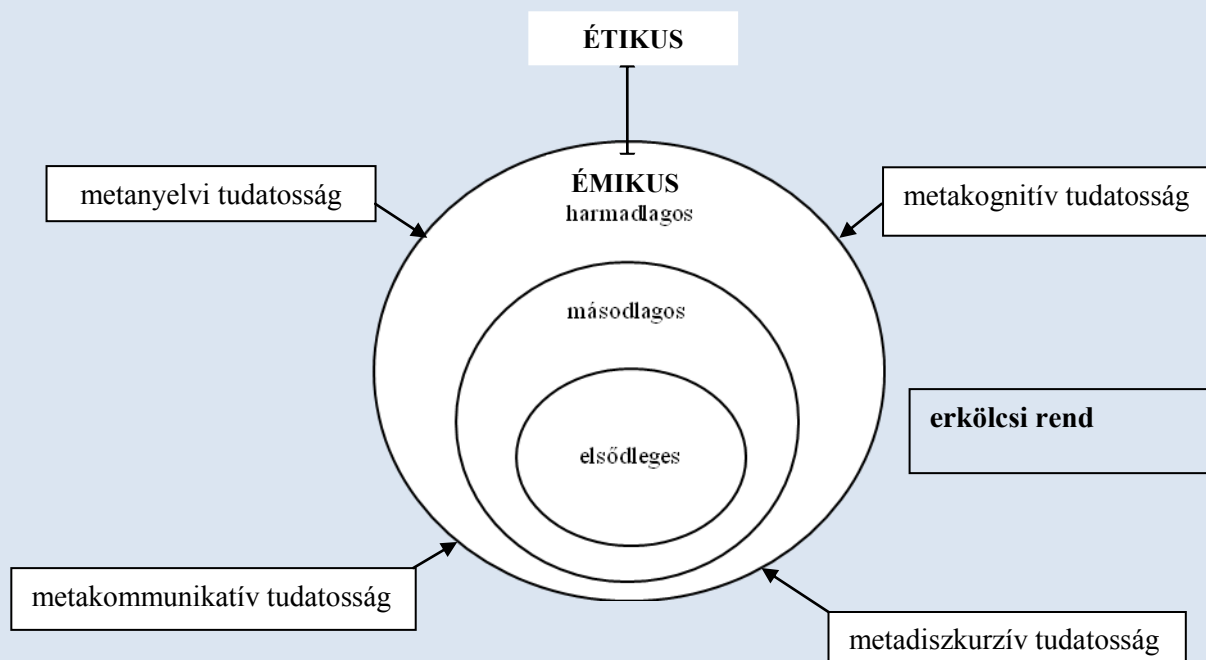 ÉTIKUS
metanyelvi tudatosság
ÉMIKUS
harmadlagos
metakognitív tudatosság
másodlagos
erkölcsi rend
elsődleges
metakommunikatív tudatosság
metadiszkurzív tudatosság